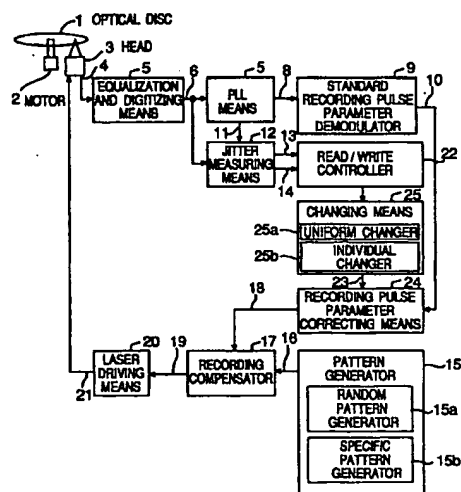 1 OPTICAL DISC
3 HEAD
4
5
6
5
8
9
10
2 MOTOR
EQUALIZATION
AND DIGITIZING
MEANS
PLL
MEANS
STANDARD
RECORDING PULSE
PARAMETER
DEMODULATOR
11
12
13
JITTER
MEASURING
MEANS
14
READ/WRITE
CONTROLLER
22
25
CHANGING MEANS
25a
UNIFORM CHANGER
25b
INDIVIDUAL
CHANGER
23
24
18
RECORDING PULSE
PARAMETER
CORRECTING MEANS
20
19
17
16
LASER
DRIVING
MEANS
21
RECORDING
COMPENSATOR
PATTERN
GENERATOR
15
RANDOM
PATTERN
GENERATOR
15a
SPECIFIC
PATTERN
GENERATOR
15b